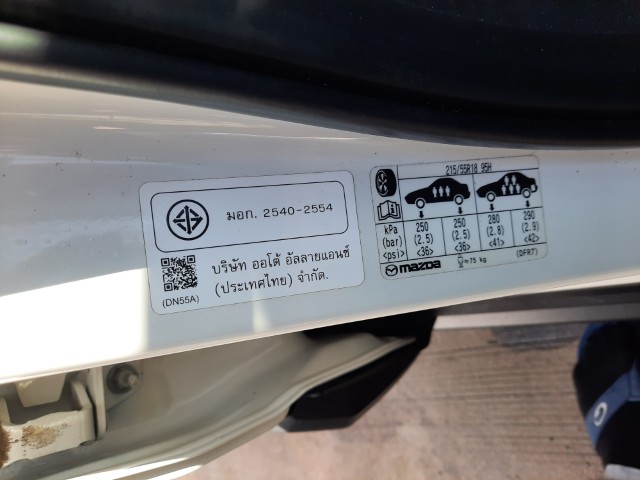 มอก. 2540-2554
บริษัท ออโต้ อัลลายแอนซ์
(ประเทศไทย) จำกัด.
(DN55A)
215/55R18 95H
kPa 250 250 280 290
(bar) (2.5) (2.5) (2.8) (2.9)
<psi> <36> <36> <41> <42>
mazda ≈75 kg (DFR7)